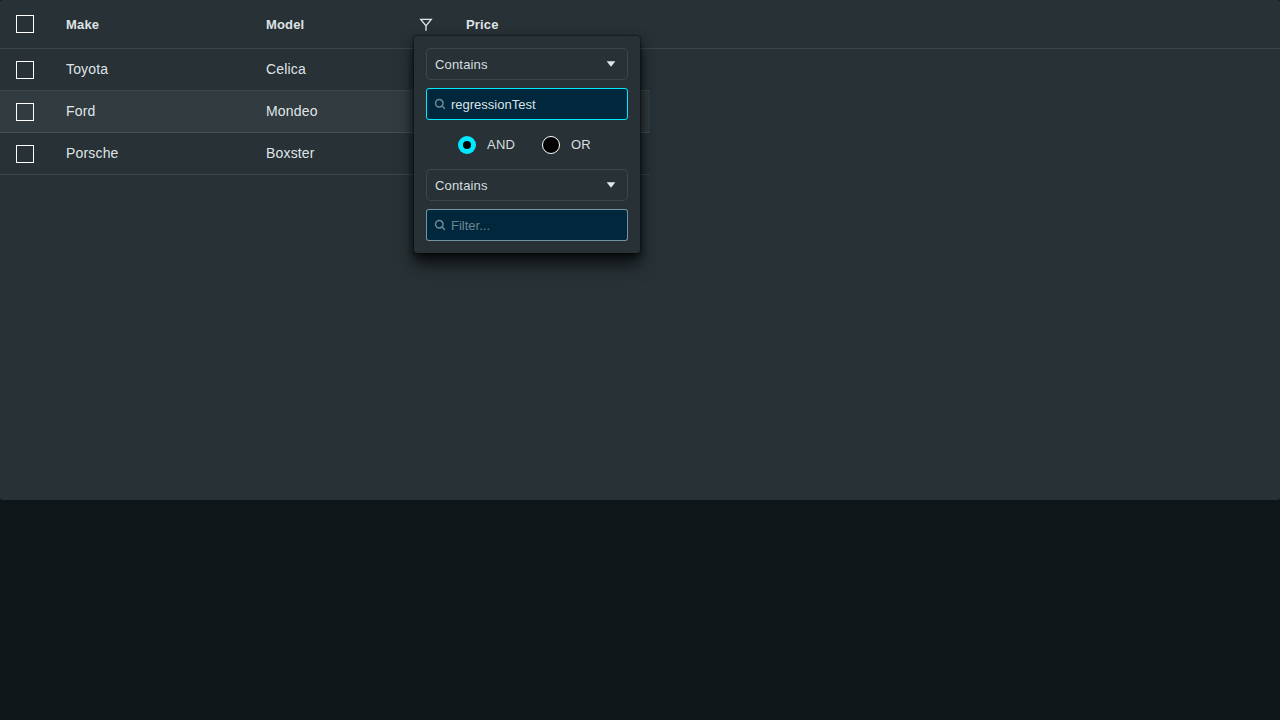 Make Model Price
Toyota Celica
Ford Mondeo
Porsche Boxster
Contains
regressionTest
AND OR
Contains
Filter...